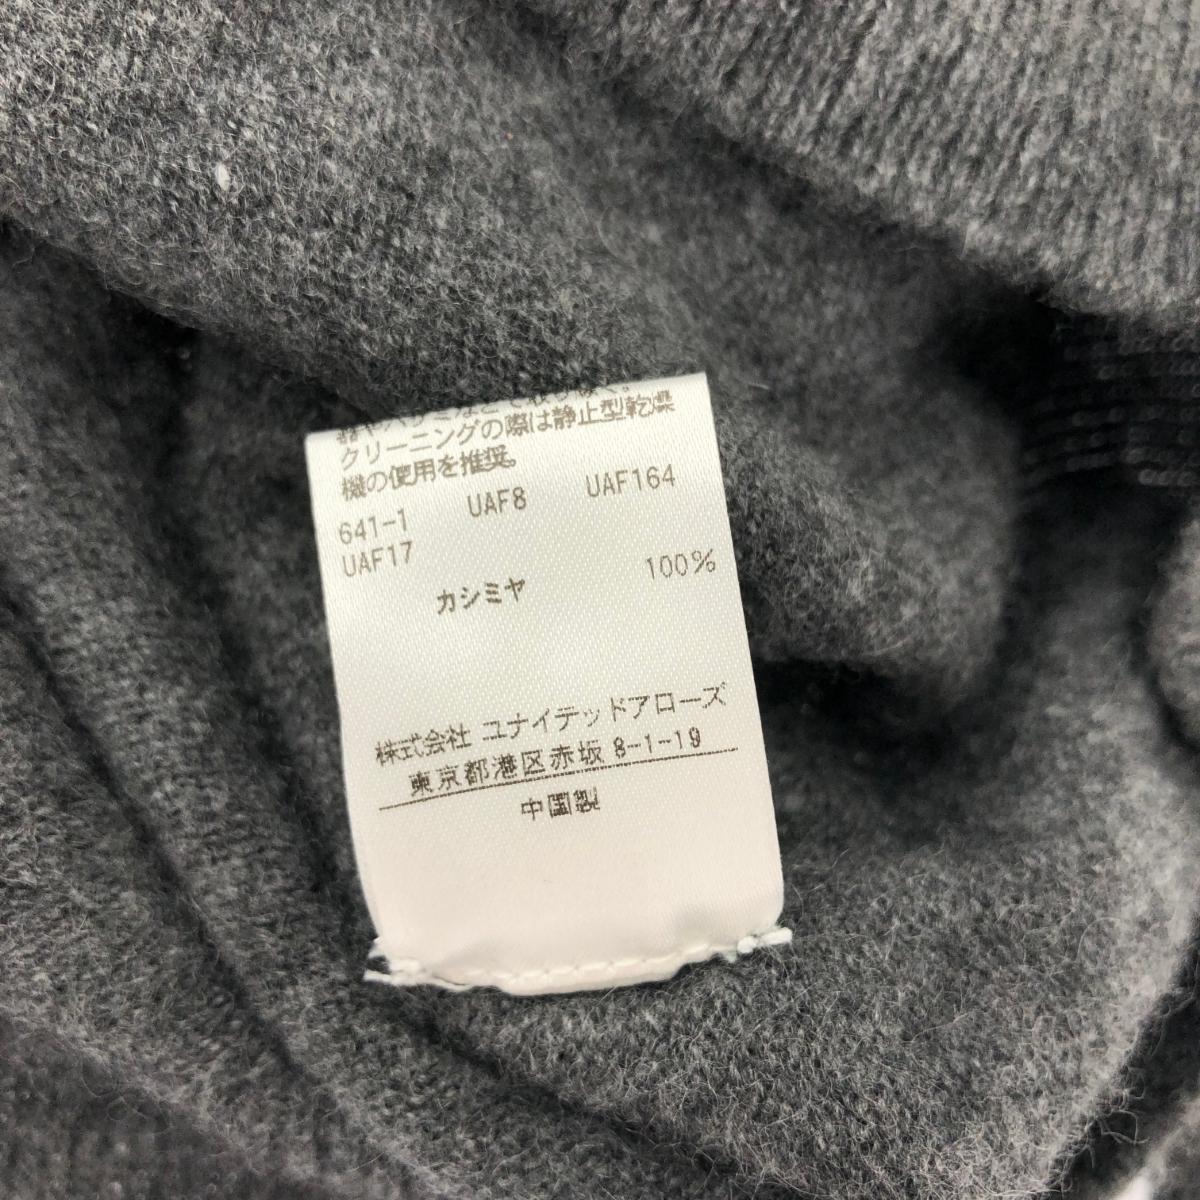 クリーニングの際は静止型乾燥
機の使用を推奨。
641-1 UAF8 UAF164
UAF17
カシミヤ 100%
株式会社 ユナイテッドアローズ
東京都港区赤坂 8-1-19
中国製